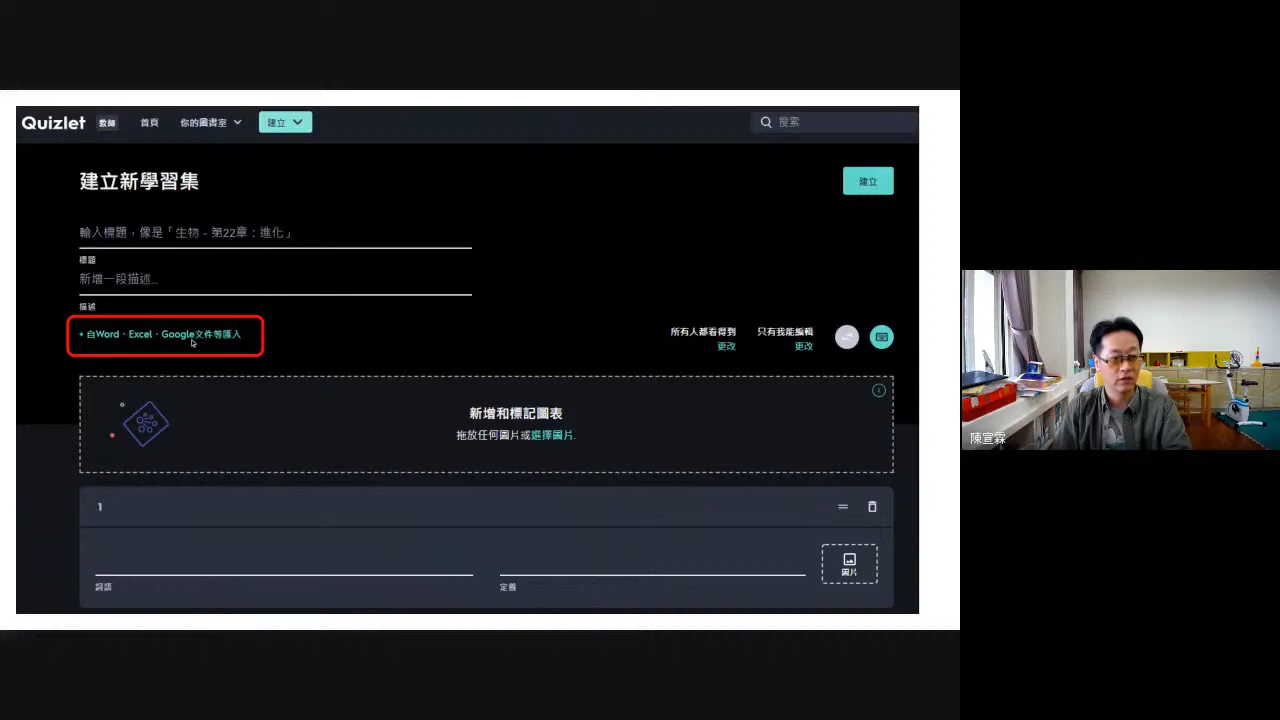 Quizlet 教師 首頁 你的圖書室 建立 搜索
建立新學習集
建立
輸入標題，像是「生物 - 第22章：進化」
標題
新增一段描述...
描述
+ 自Word、Excel、Google文件等匯入
所有人都看得到 只有我能編輯
更改 更改
新增和標記圖表
拖放任何圖片或選擇圖片.
1
圖片
詞語 定義
陳宣霖